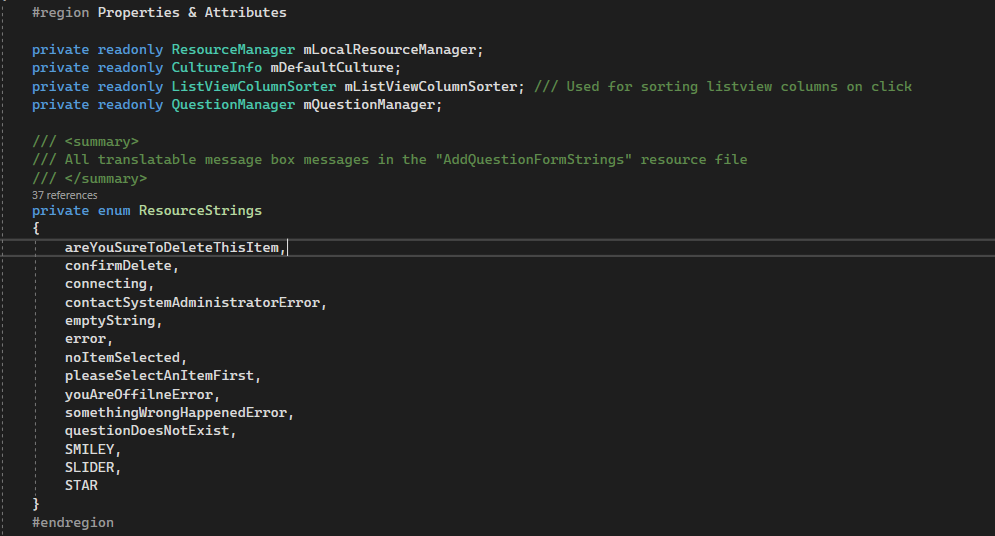 #region Properties & Attributes
private readonly ResourceManager mLocalResourceManager;
private readonly CultureInfo mDefaultCulture;
private readonly ListViewColumnSorter mListViewColumnSorter; /// Used for sorting listview columns on click
private readonly QuestionManager mQuestionManager;
/// <summary>
/// All translatable message box messages in the "AddQuestionFormStrings" resource file
/// </summary>
37 references
private enum ResourceStrings
{
areYouSureToDeleteThisItem,
confirmDelete,
connecting,
contactSystemAdministratorError,
emptyString,
error,
noItemSelected,
pleaseSelectAnItemFirst,
youAreOffilneError,
somethingWrongHappenedError,
questionDoesNotExist,
SMILEY,
SLIDER,
STAR
}
#endregion